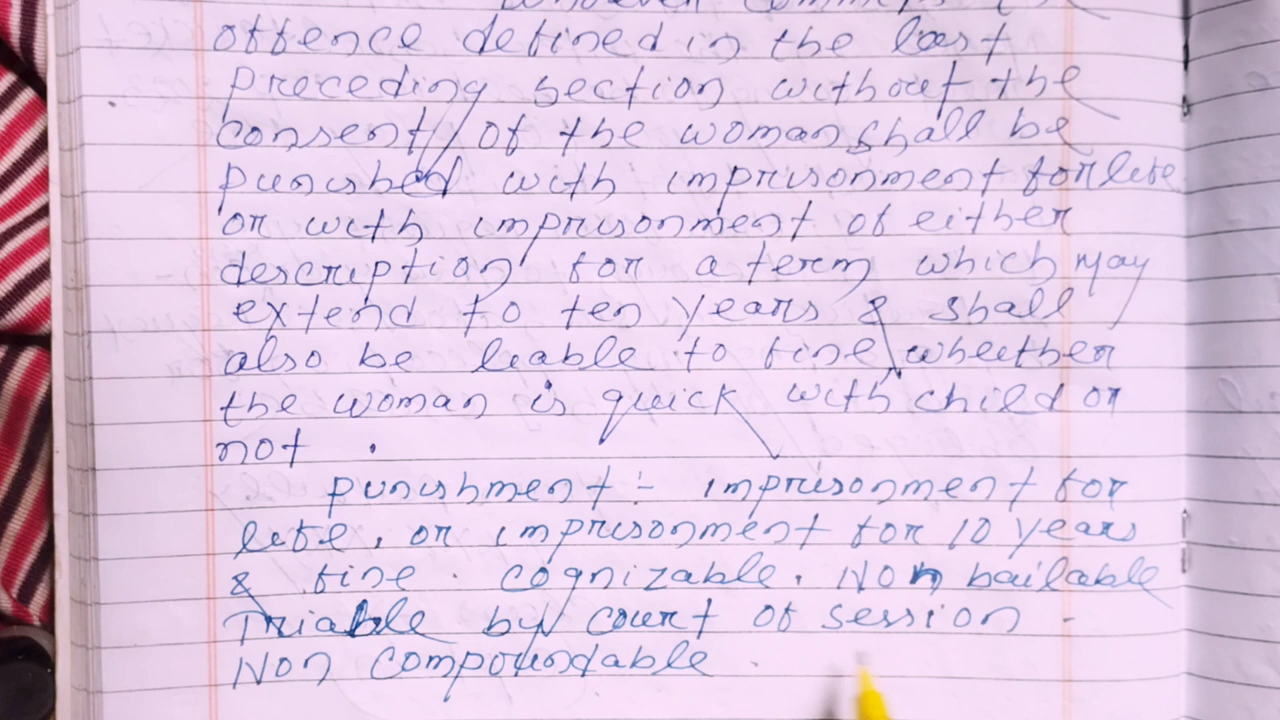 offence defined in the last
preceding section without the
consent of the woman shall be
punished with imprisonment for life
or with imprisonment of either
description for a term which may
extend to ten years & shall
also be liable to fine wheether
the woman is quick with child or
not .
punishment :- imprisonment for
life, or imprisonment for 10 years
& fine . cognizable. Non bailable
Triable by court of session -
Non compoundable .